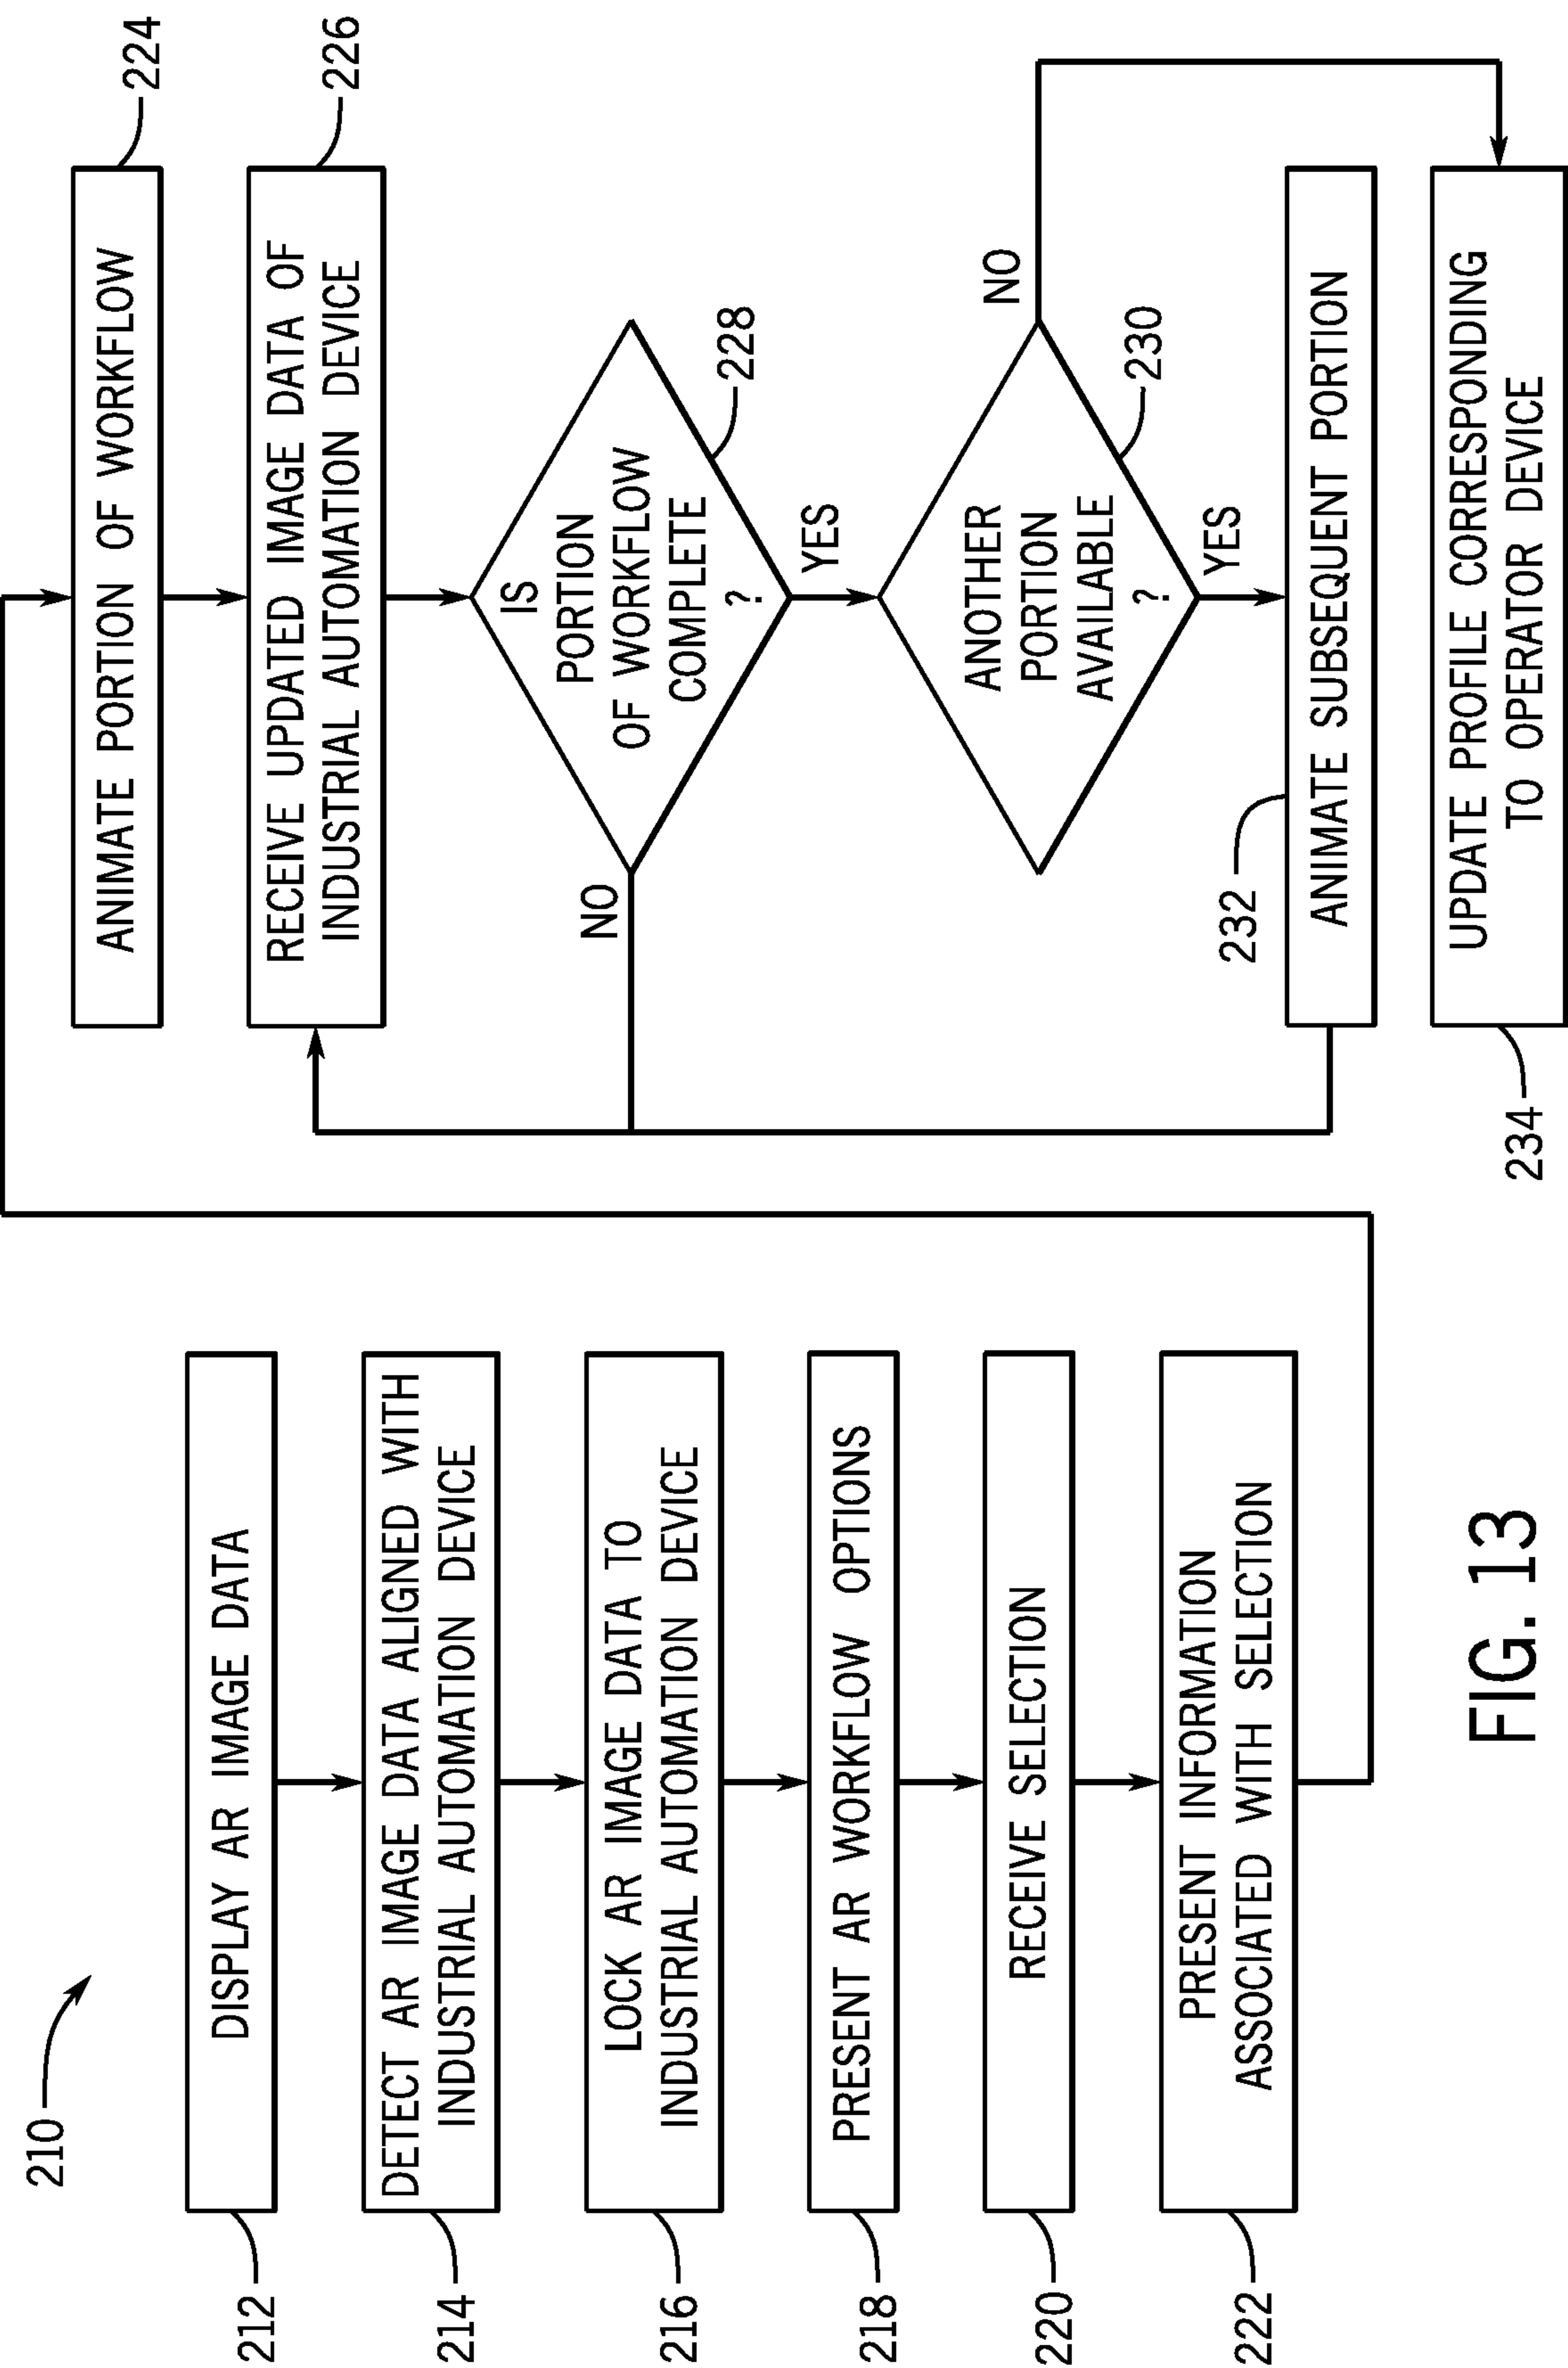 210
212
DISPLAY AR IMAGE DATA
214
DETECT AR IMAGE DATA ALIGNED WITH
INDUSTRIAL AUTOMATION DEVICE
216
LOCK AR IMAGE DATA TO
INDUSTRIAL AUTOMATION DEVICE
218
PRESENT AR WORKFLOW OPTIONS
220
RECEIVE SELECTION
222
PRESENT INFORMATION
ASSOCIATED WITH SELECTION
224
ANIMATE PORTION OF WORKFLOW
226
RECEIVE UPDATED IMAGE DATA OF
INDUSTRIAL AUTOMATION DEVICE
228
IS
PORTION
OF WORKFLOW
COMPLETE
?
NO
YES
230
ANOTHER
PORTION
AVAILABLE
?
NO
YES
232
ANIMATE SUBSEQUENT PORTION
234
UPDATE PROFILE CORRESPONDING
TO OPERATOR DEVICE
FIG. 13